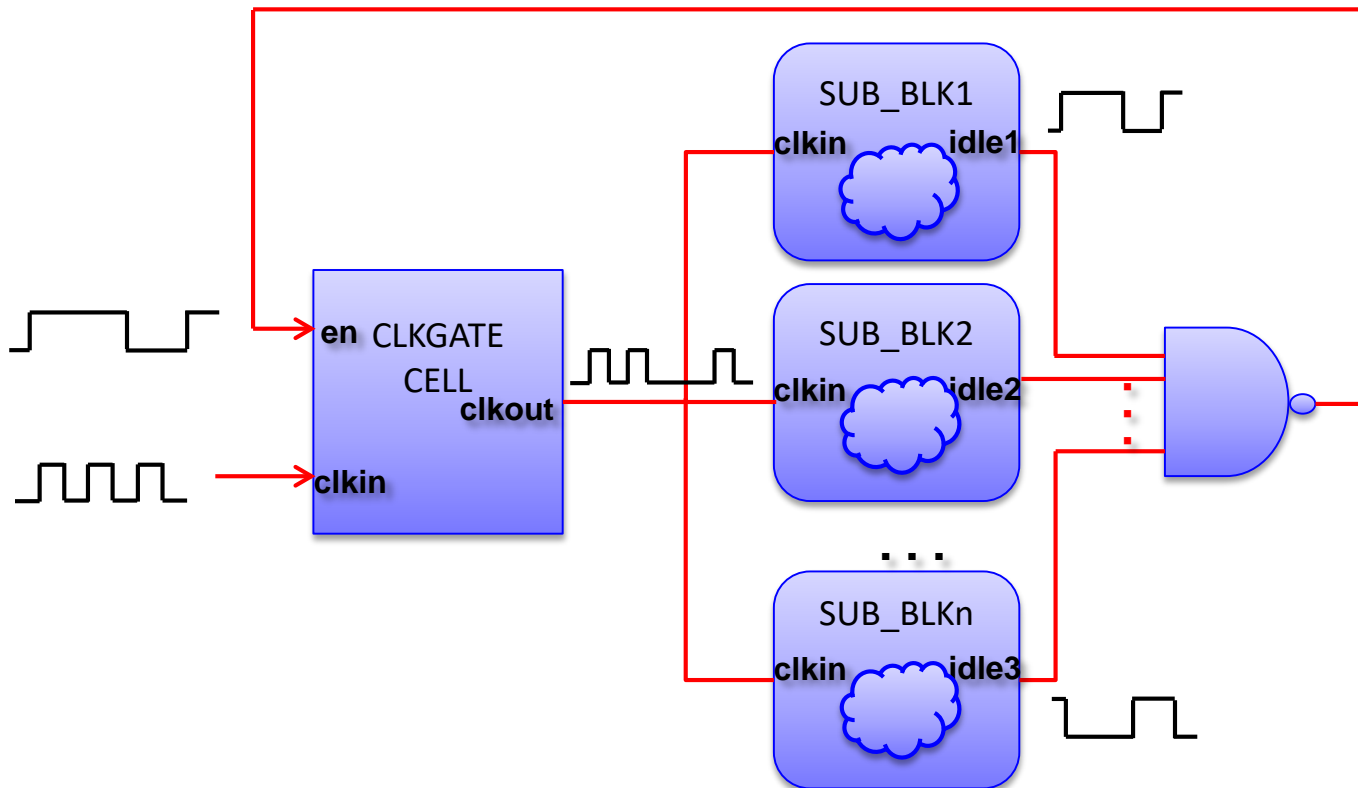 SUB_BLK1
clkin
idle1
en
CLKGATE
CELL
clkout
clkin
SUB_BLK2
clkin
idle2
. . .
SUB_BLKn
clkin
idle3